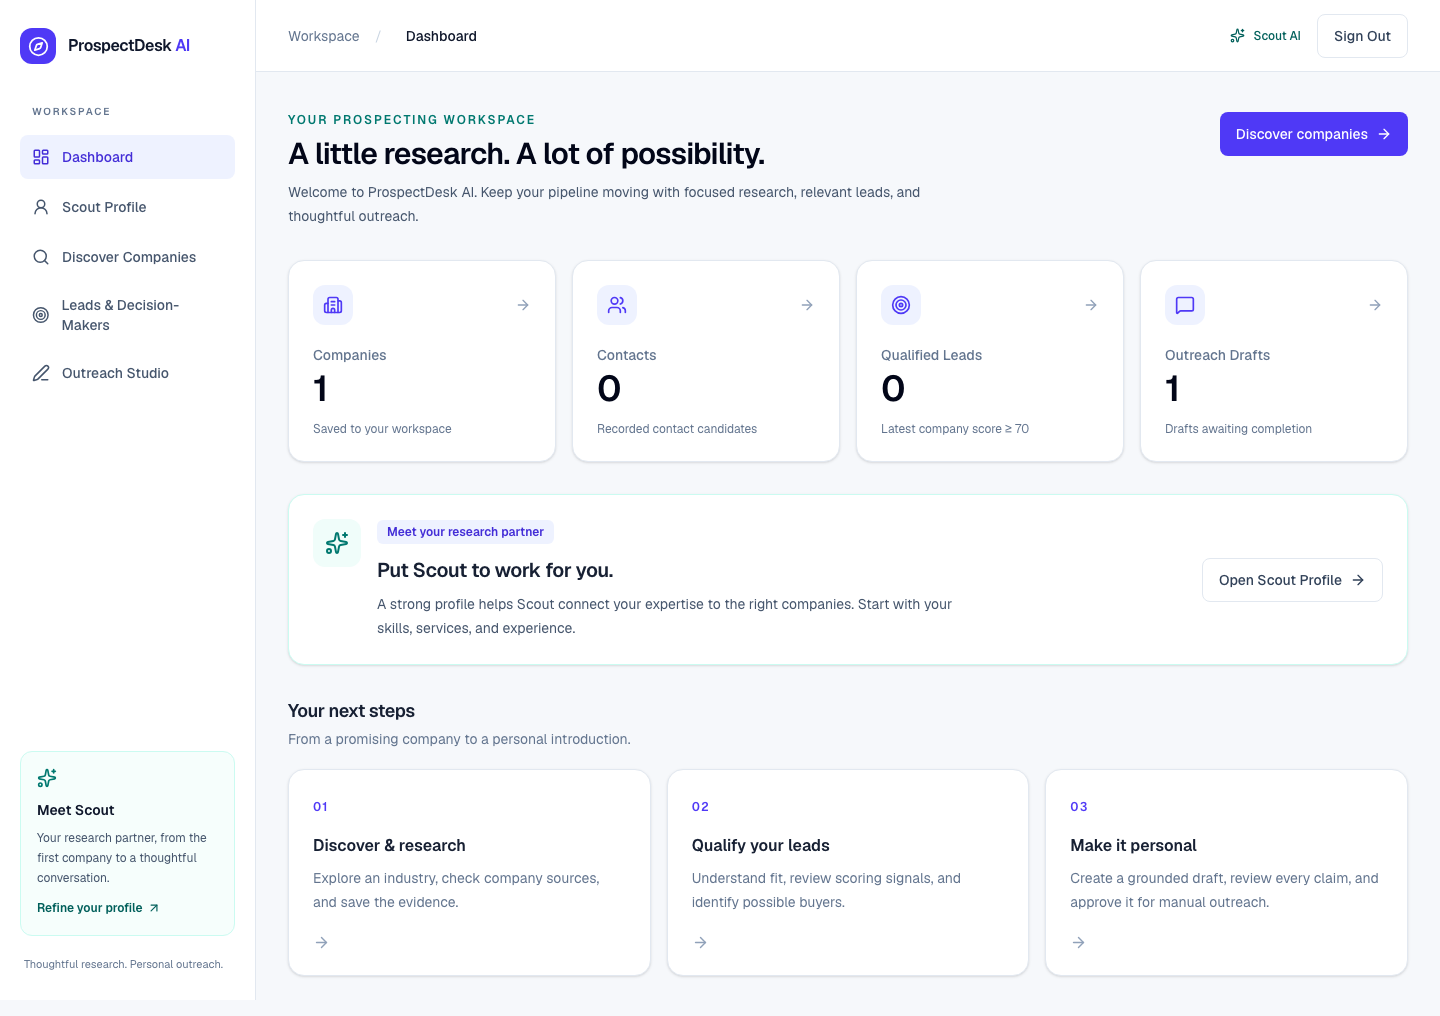 ProspectDesk AI
WORKSPACE
Dashboard
Scout Profile
Discover Companies
Leads & Decision-
Makers
Outreach Studio
Meet Scout
Your research partner, from the
first company to a thoughtful
conversation.
Refine your profile
Thoughtful research. Personal outreach.
Workspace / Dashboard
Scout AI
Sign Out
YOUR PROSPECTING WORKSPACE
A little research. A lot of possibility.
Welcome to ProspectDesk AI. Keep your pipeline moving with focused research, relevant leads, and
thoughtful outreach.
Discover companies
Companies
1
Saved to your workspace
Contacts
0
Recorded contact candidates
Qualified Leads
0
Latest company score ≥ 70
Outreach Drafts
1
Drafts awaiting completion
Meet your research partner
Put Scout to work for you.
A strong profile helps Scout connect your expertise to the right companies. Start with your
skills, services, and experience.
Open Scout Profile
Your next steps
From a promising company to a personal introduction.
01
Discover & research
Explore an industry, check company sources,
and save the evidence.
02
Qualify your leads
Understand fit, review scoring signals, and
identify possible buyers.
03
Make it personal
Create a grounded draft, review every claim, and
approve it for manual outreach.